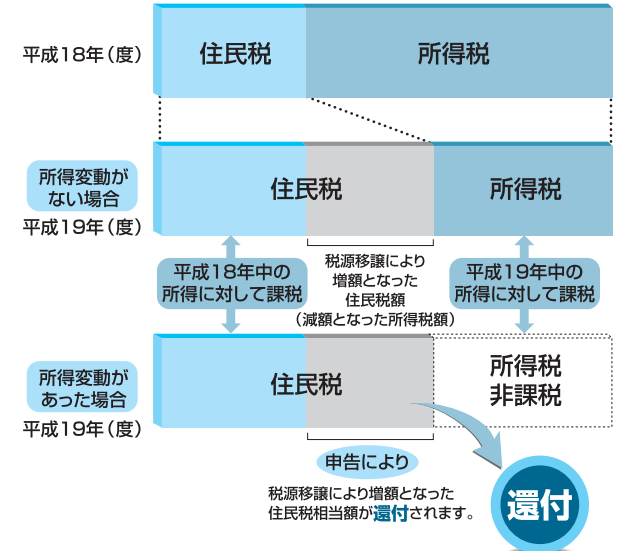 平成18年（度）
住民税
所得税
所得変動が
ない場合
平成19年（度）
住民税
所得税
平成18年中の
所得に対して課税
税源移譲により
増額となった
住民税額
（減額となった所得税額）
平成19年中の
所得に対して課税
所得変動が
あった場合
平成19年（度）
住民税
所得税
非課税
申告により
税源移譲により増額となった
住民税相当額が還付されます。
還付